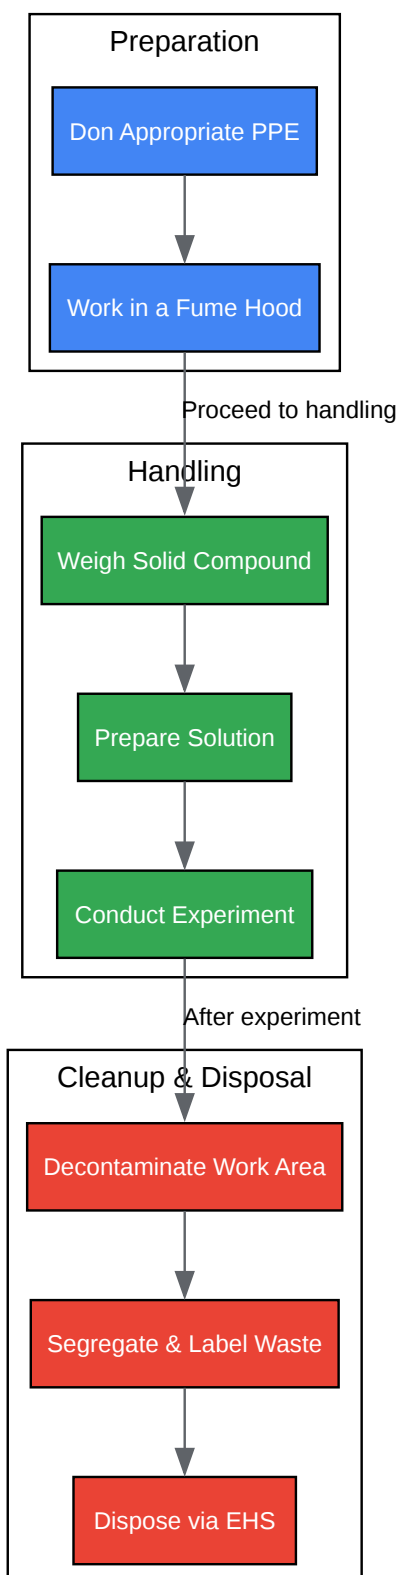 Preparation
Don Appropriate PPE
Work in a Fume Hood
Proceed to handling
Handling
Weigh Solid Compound
Prepare Solution
Conduct Experiment
After experiment
Cleanup & Disposal
Decontaminate Work Area
Segregate & Label Waste
Dispose via EHS